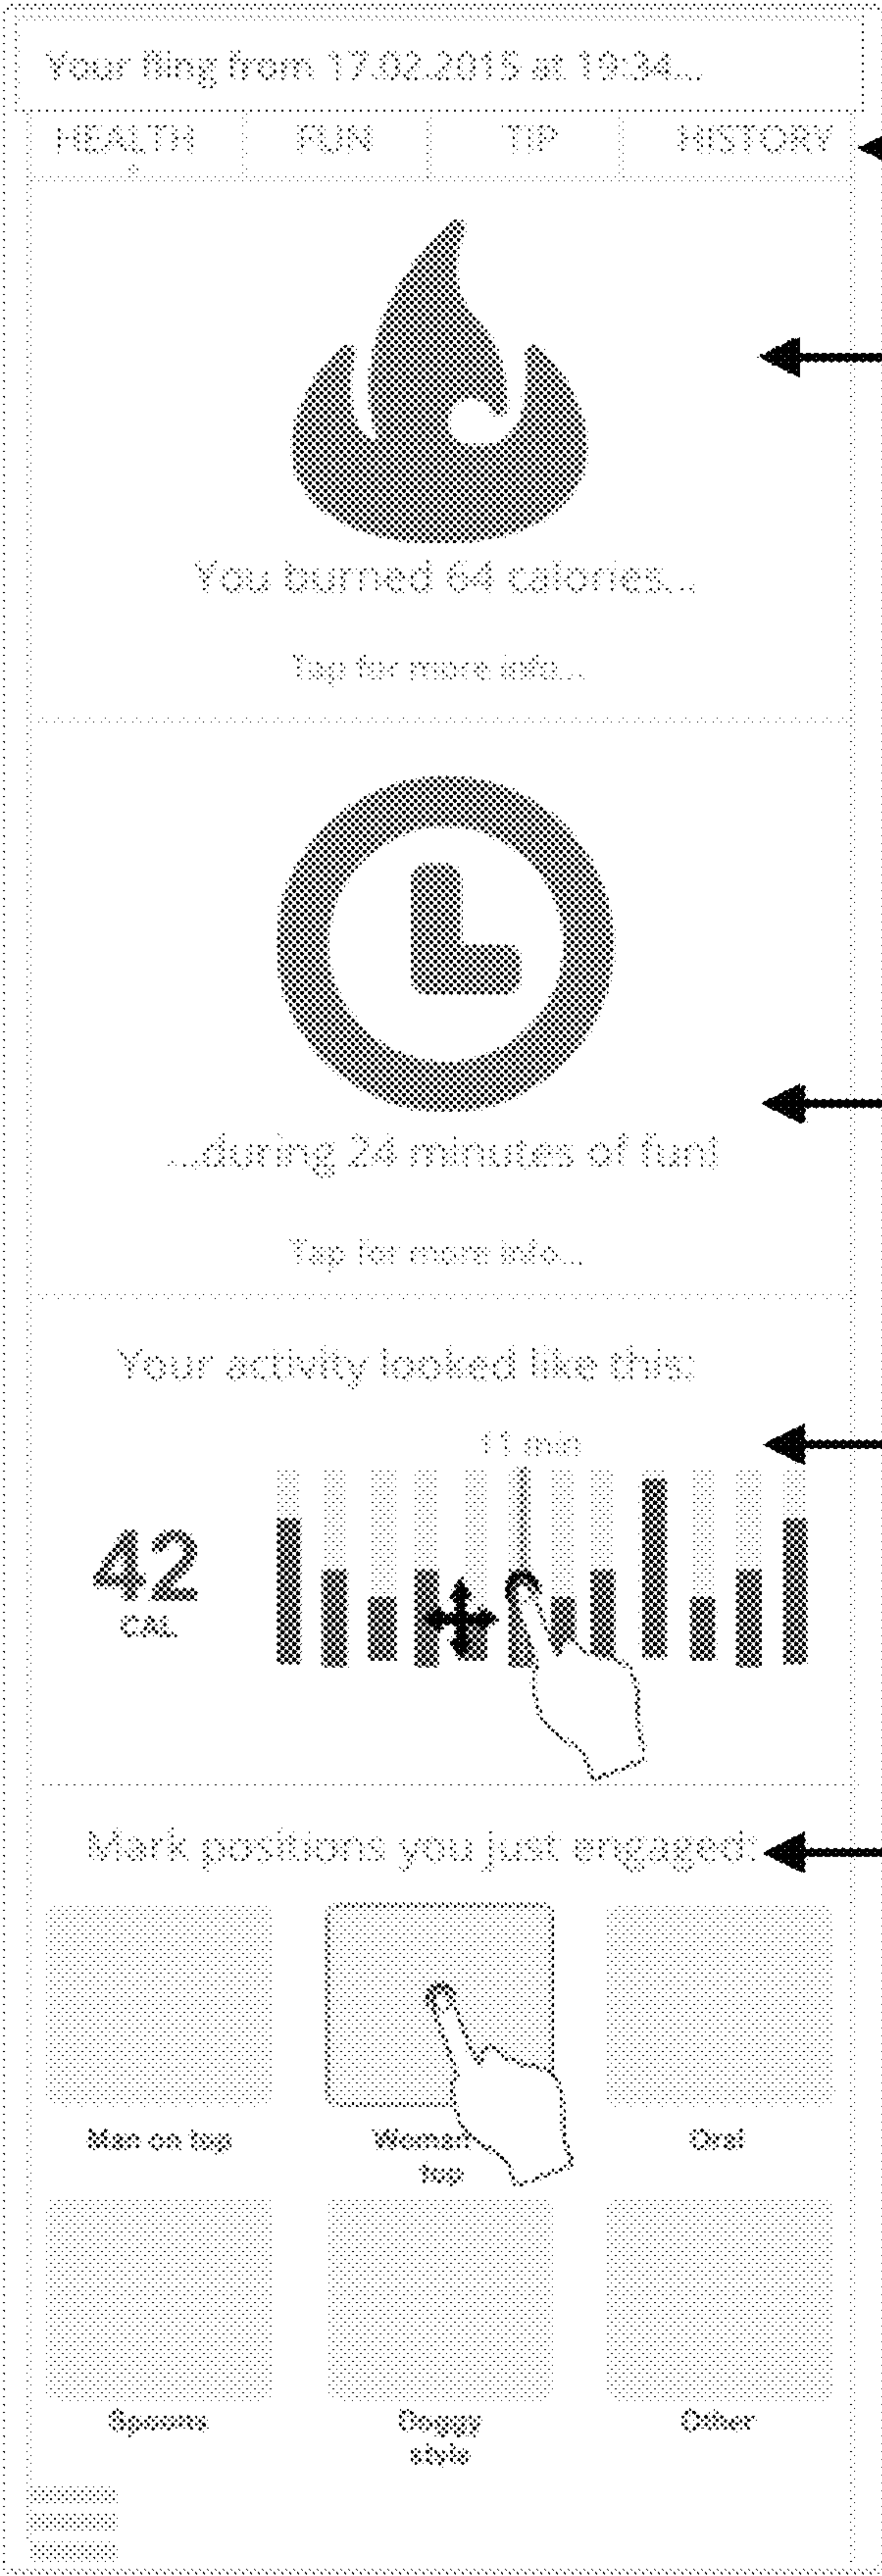 Your fling from 17.02.2015 at 19:34...
HEALTH FUN TIP HISTORY
You burned 64 calories...
Tap for more info...
...during 24 minutes of fun!
Tap for more info...
Your activity looked like this:
11 min
42
CAL
Mark positions you just engaged:
Man on top Woman Oral
top
Spoons Doggy Other
style